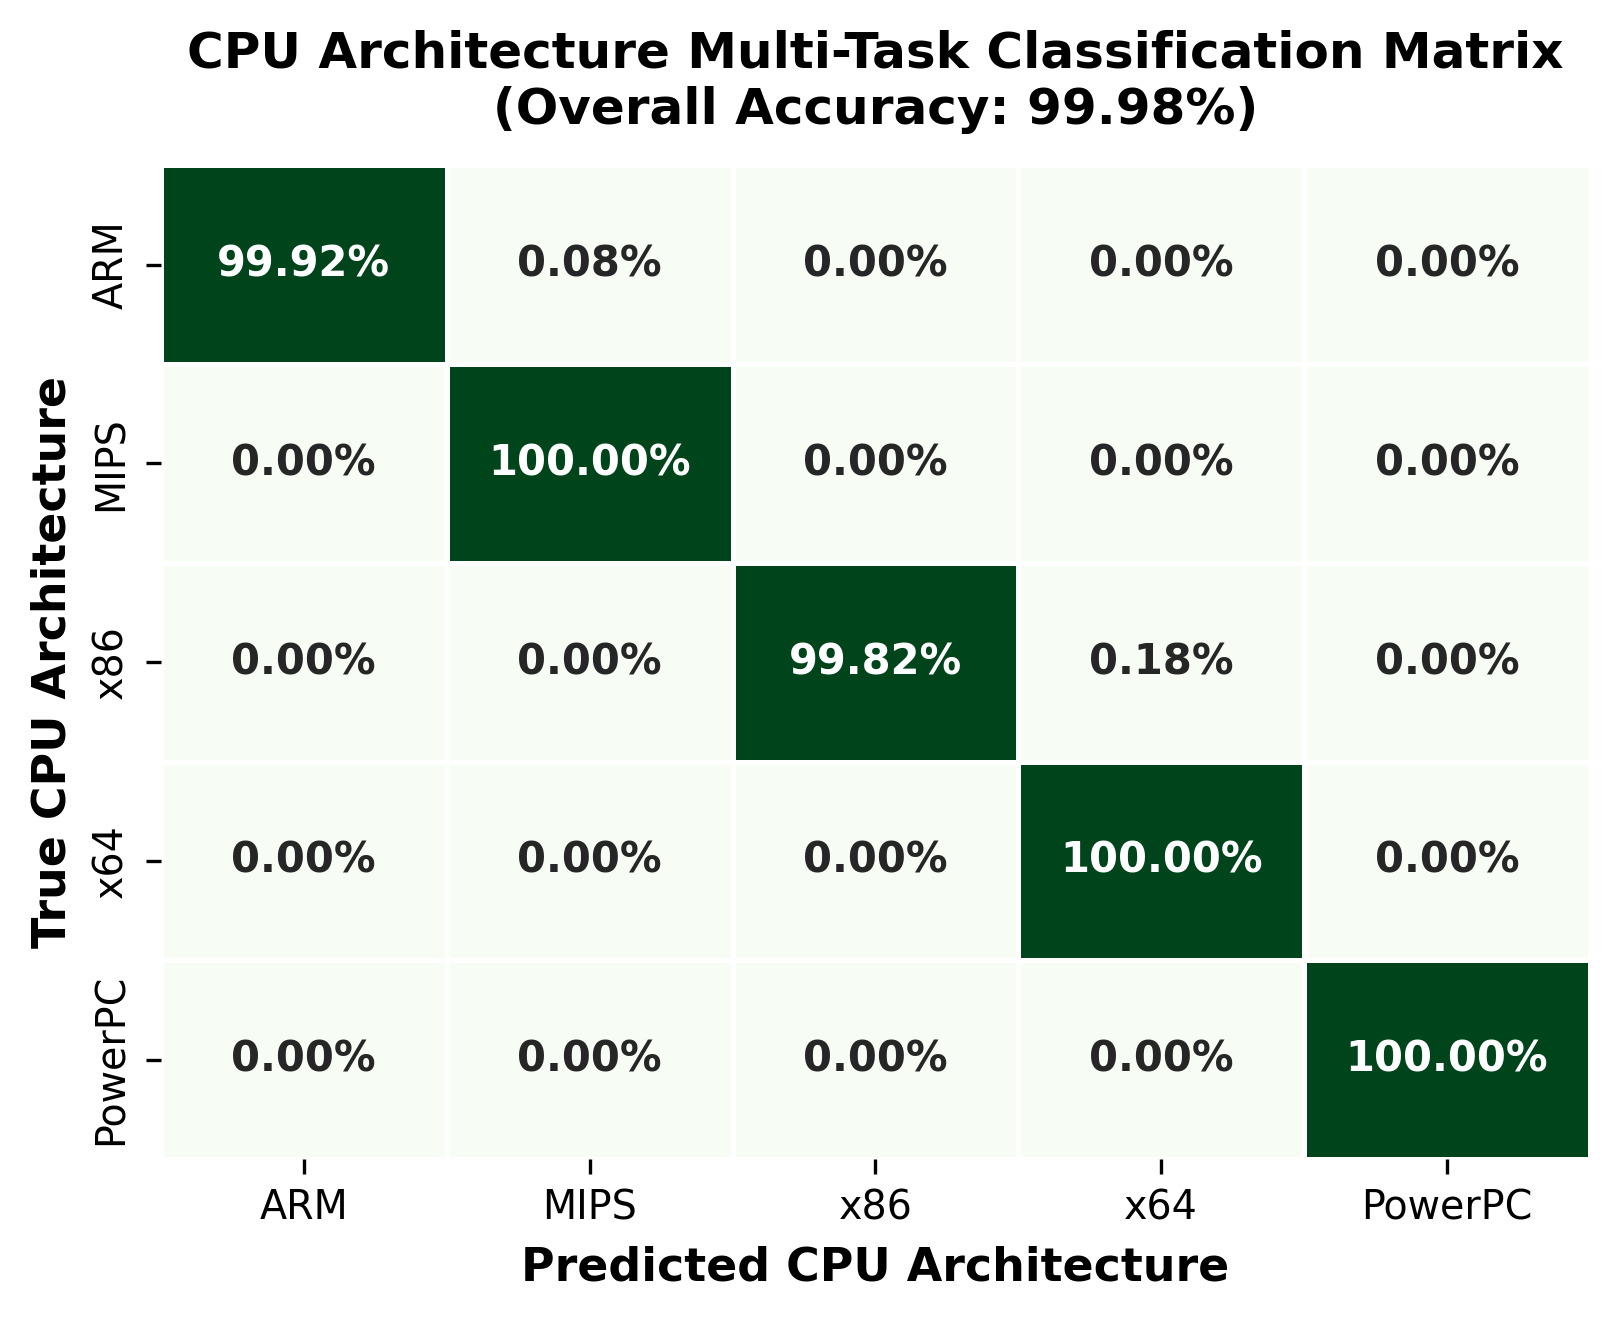 CPU Architecture Multi-Task Classification Matrix
(Overall Accuracy: 99.98%)
True CPU Architecture
ARM 99.92% 0.08% 0.00% 0.00% 0.00%
MIPS 0.00% 100.00% 0.00% 0.00% 0.00%
x86 0.00% 0.00% 99.82% 0.18% 0.00%
x64 0.00% 0.00% 0.00% 100.00% 0.00%
PowerPC 0.00% 0.00% 0.00% 0.00% 100.00%
ARM MIPS x86 x64 PowerPC
Predicted CPU Architecture